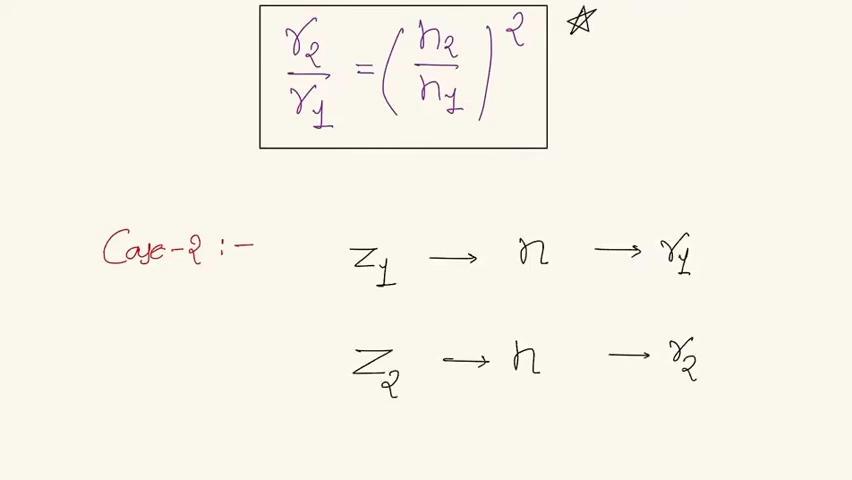 r₂/r₁ = (n₂/n₁)² ☆
Case-2 :- Z₁ → n → r₁
Z₂ → n → r₂